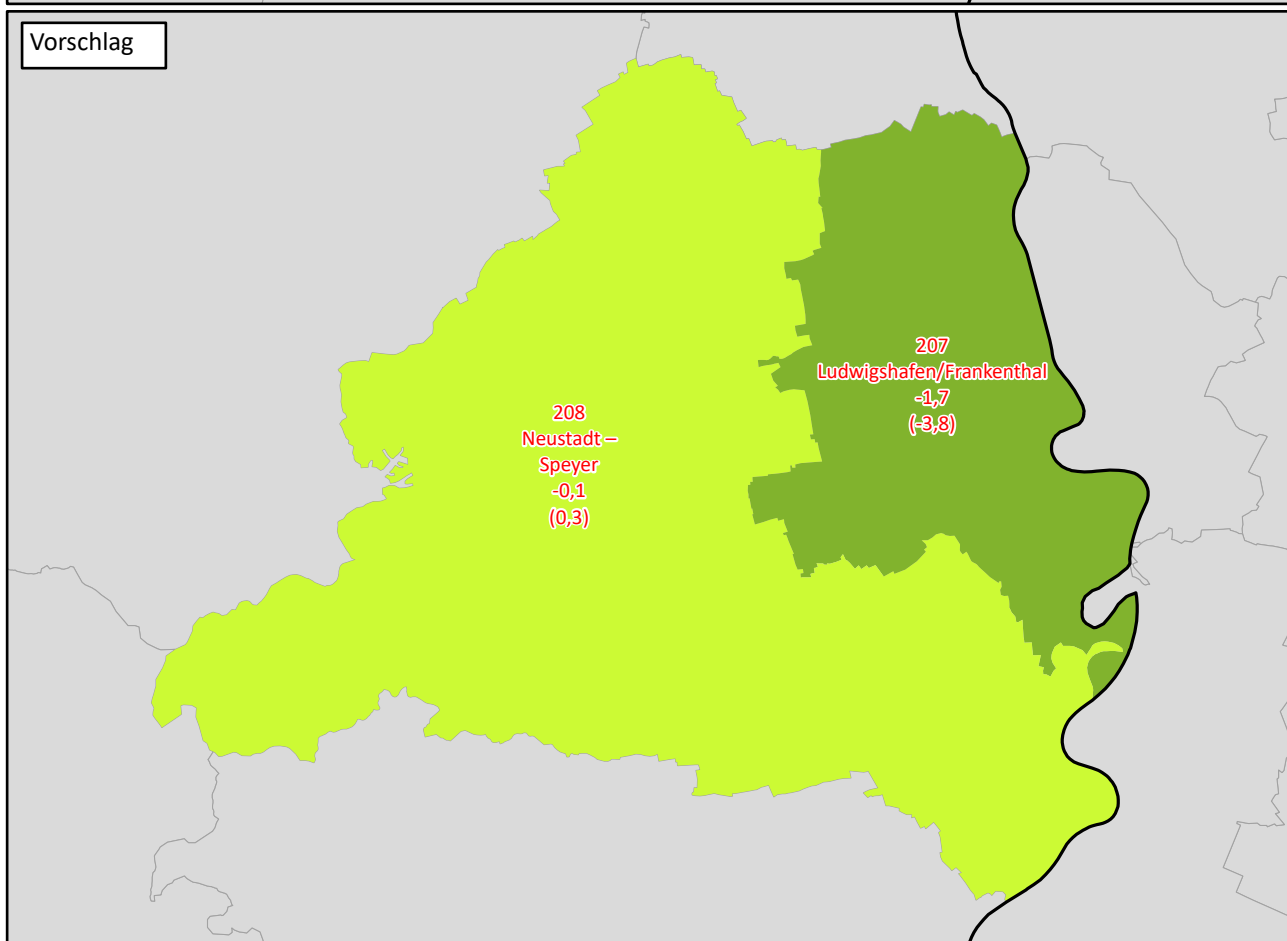 Vorschlag
207
Ludwigshafen/Frankenthal
-1,7
(-3,8)
208
Neustadt –
Speyer
-0,1
(0,3)